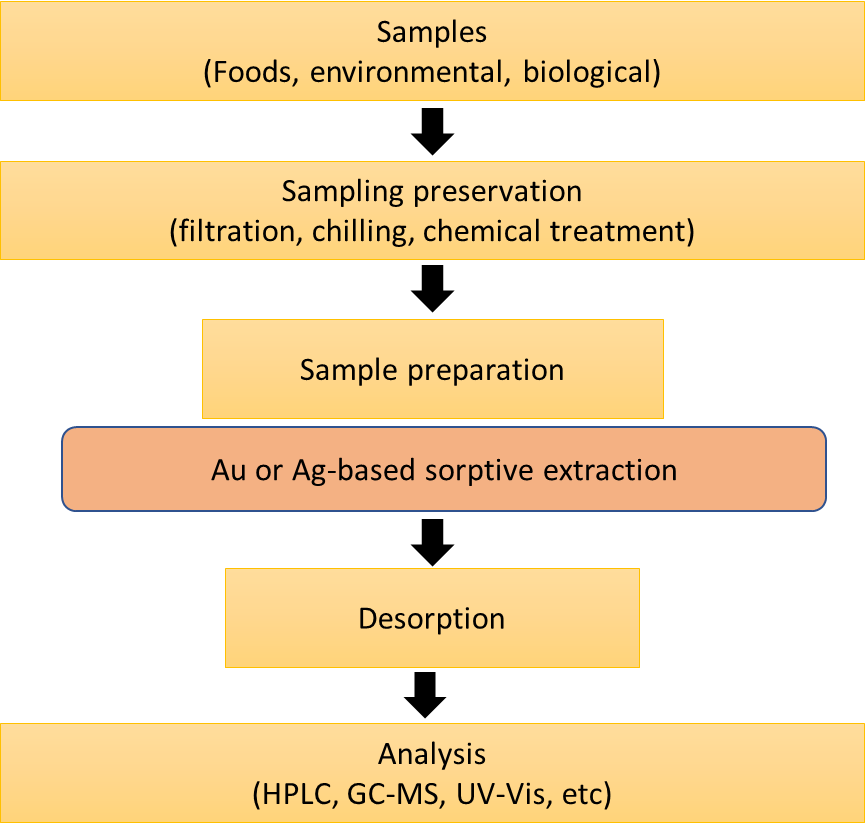 Samples
(Foods, environmental, biological)
Sampling preservation
(filtration, chilling, chemical treatment)
Sample preparation
Au or Ag-based sorptive extraction
Desorption
Analysis
(HPLC, GC-MS, UV-Vis, etc)